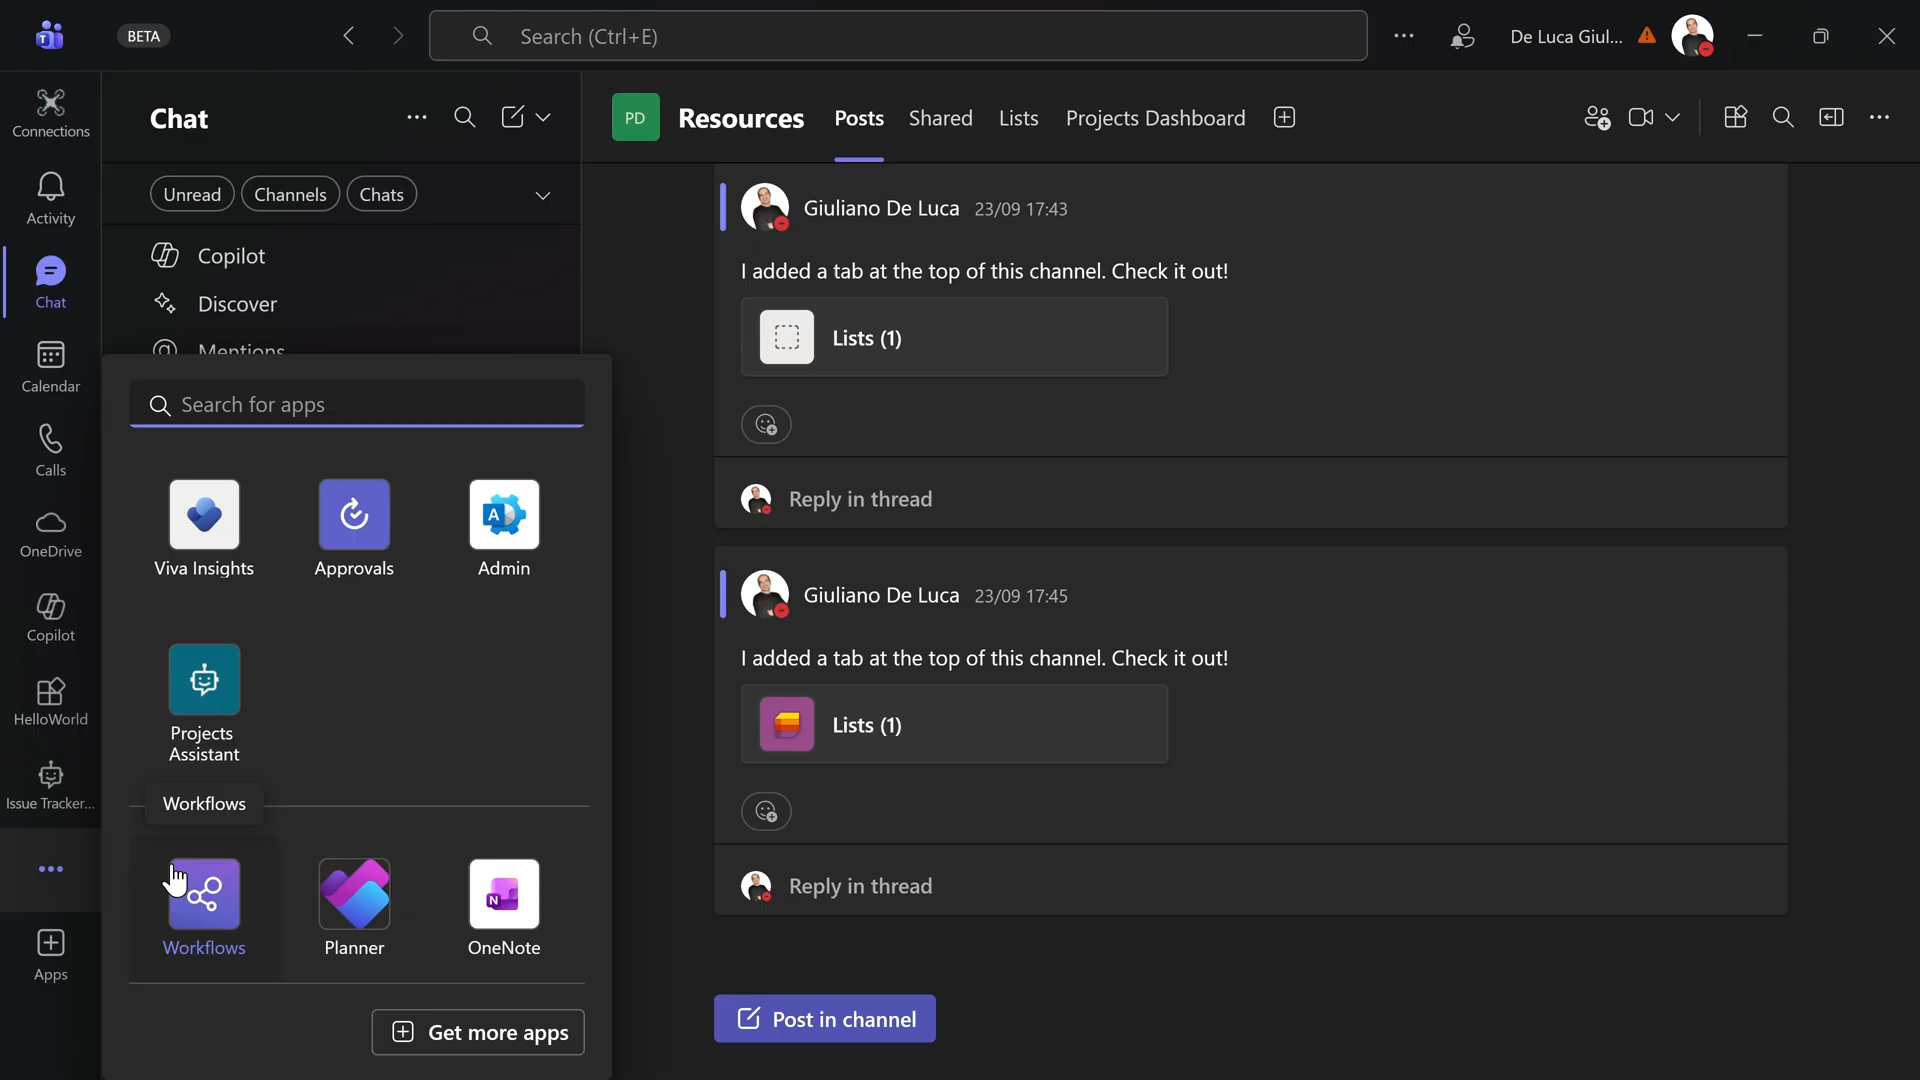 BETA
Search (Ctrl+E)
De Luca Giul...
Connections
Activity
Chat
Calendar
Calls
OneDrive
Copilot
HelloWorld
Issue Tracker...
Apps
Chat
Unread
Channels
Chats
Copilot
Discover
Mentions
Search for apps
Viva Insights
Approvals
Admin
Projects
Assistant
Workflows
Workflows
Planner
OneNote
Get more apps
PD
Resources
Posts
Shared
Lists
Projects Dashboard
Giuliano De Luca 23/09 17:43
I added a tab at the top of this channel. Check it out!
Lists (1)
Reply in thread
Giuliano De Luca 23/09 17:45
I added a tab at the top of this channel. Check it out!
Lists (1)
Reply in thread
Post in channel